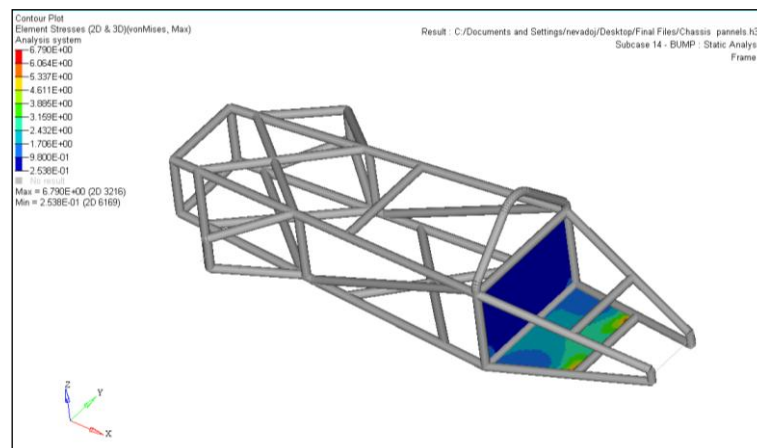 Contour Plot
Element Stresses (2D & 3D)(vonMises, Max)
Analysis system
6.790E+00
6.064E+00
5.337E+00
4.611E+00
3.885E+00
3.159E+00
2.432E+00
1.706E+00
9.800E-01
2.538E-01
No result
Max = 6.790E+00 (2D 3216)
Min = 2.538E-01 (2D 6169)
Result : C:/Documents and Settings/nevadoj/Desktop/Final Files/Chassis pannels.h3
Subcase 14 - BUMP : Static Analys
Frame
Z
Y
X